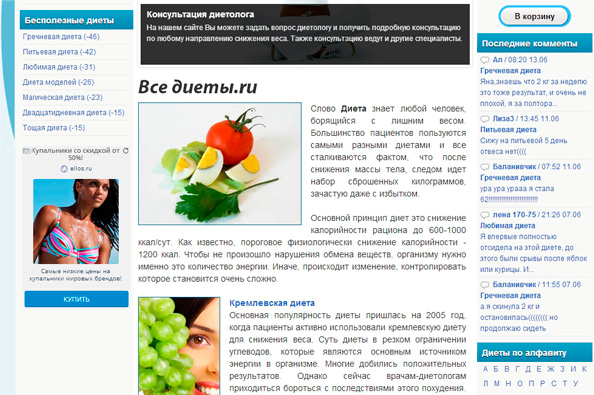 Бесполезные диеты
Гречневая диета (-46)
Питьевая диета (-42)
Любимая диета (-31)
Диета моделей (-26)
Магическая диета (-23)
Двадцатидневная диета (-15)
Тощая диета (-15)
Купальники со скидкой от 50%!
elios.ru
Самые низкие цены на
купальники мировых брендов!
КУПИТЬ
Консультация диетолога
На нашем сайте Вы можете задать вопрос диетологу и получить подробную консультацию
по любому направлению снижения веса. Также консультацию ведут и другие специалисты.
Все диеты.ru
Слово Диета знает любой человек,
борящийся с лишним весом.
Большинство пациентов пользуются
самыми разными диетами и все
сталкиваются фактом, что после
снижения массы тела, следом идет
набор сброшенных килограммов,
зачастую даже с избытком.
Основной принцип диет это снижение
калорийности рациона до 600-1000
ккал/сут. Как известно, пороговое физиологически снижение калорийности -
1200 ккал. Чтобы не произошло нарушения обмена веществ, организму нужно
именно это количество энергии. Иначе, происходит изменение, контролировать
которое становится очень сложно.
Кремлевская диета
Основная популярность диеты пришлась на 2005 год,
когда пациенты активно использовали кремлевскую диету
для снижения веса. Суть диеты в резком ограничении
углеводов, которые являются основным источником
энергии в организме. Многие добились положительных
результатов. Однако сейчас врачам-диетологам
приходиться бороться с последствиями этого похудения.
В корзину
Последние комменты
Ал / 08:20 13.06
Гречневая диета
Яна,знаешь что 2 кг за неделю
это тоже результат, и очень не
плохой, я за полтора...
Лиза3 / 13:45 11.06
Питьевая диета
Сижу на питьевой 5 день
отвеса нет((((
Баланивчик / 07:52 11.06
Гречневая диета
ура ура урааа я стала
лена 170-75 / 21:26 07.06
Любимая диета
Я впервые полностью
отсидела на этой диете, до
этого были срывы после яблок
или курицы. И...
Баланивчик / 11:55 07.06
Гречневая диета
а я скинула 2 кг и
остановилась(((((((( но
продолжаю сидеть
Диеты по алфавиту
А Б В Г Д Е Ж З И К
Л М Н О П Р С Т У